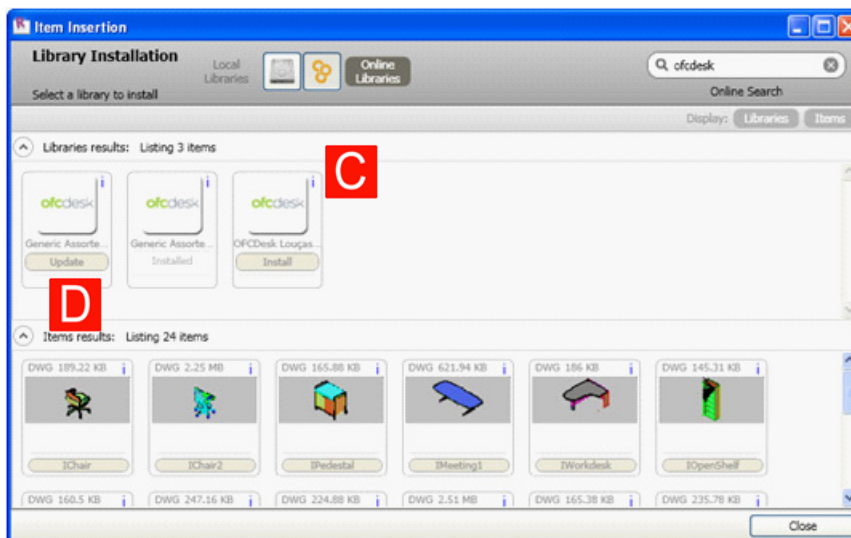 Item Insertion
Library Installation
Local
Libraries
Online
Libraries
ofcdesk
Select a library to install
Online Search
Display: Libraries Items
Libraries results: Listing 3 items
C
i i i
ofcdesk ofcdesk ofcdesk
Generic Assorte... Generic Assorte... OFCDesk Louças...
Update Installed Install
D
Items results: Listing 24 items
DWG 189.22 KB i DWG 2.25 MB i DWG 165.88 KB i DWG 621.94 KB i DWG 186 KB i DWG 145.31 KB i
IChair IChair2 IPedestal IMeeting1 IWorkdesk IOpenShelf
DWG 160.5 KB i DWG 247.16 KB i DWG 224.88 KB i DWG 2.51 MB i DWG 165.38 KB i DWG 235.78 KB i
Close